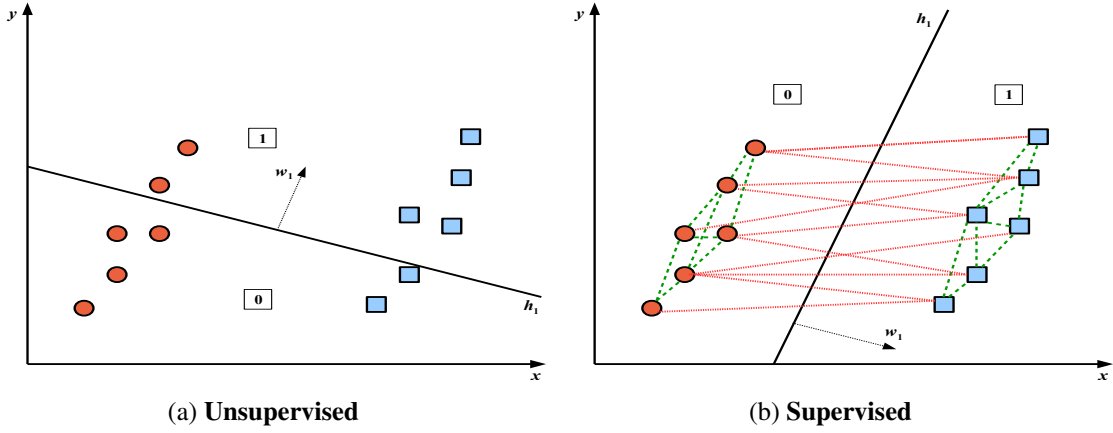 y
1
w₁
0
h₁
x
(a) Unsupervised
y
h₁
0
1
w₁
x
(b) Supervised